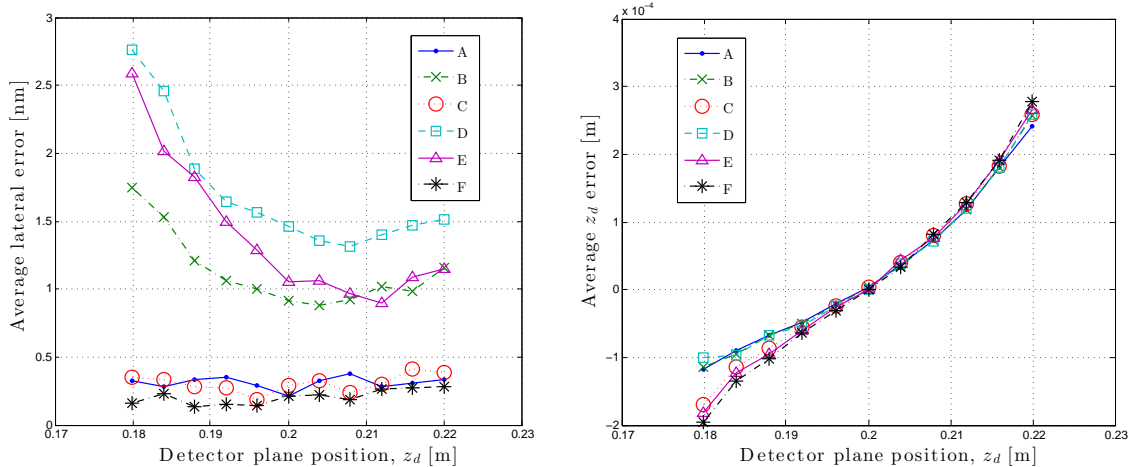 3
2.5
2
1.5
1
0.5
0
0.17
0.18
0.19
0.2
0.21
0.22
0.23
Average lateral error [nm]
Detector plane position, z_d [m]
A
B
C
D
E
F
x 10^-4
4
3
2
1
0
−1
−2
0.17
0.18
0.19
0.2
0.21
0.22
0.23
Average z_d error [m]
Detector plane position, z_d [m]
A
B
C
D
E
F